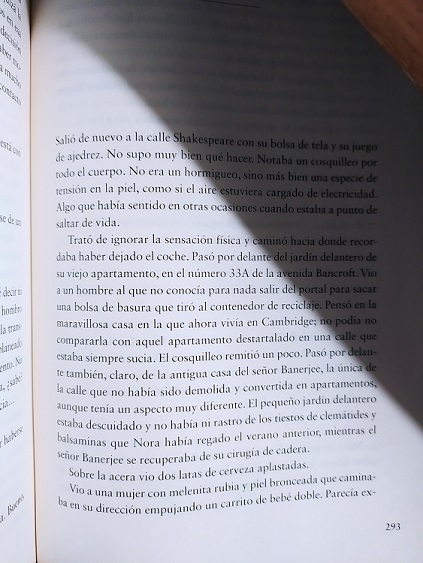 Salió de nuevo a la calle Shakespeare con su bolsa de tela y su juego
de ajedrez. No supo muy bien qué hacer. Notaba un cosquilleo por
todo el cuerpo. No era un hormigueo, sino más bien una especie de
tensión en la piel, como si el aire estuviera cargado de electricidad.
Algo que había sentido en otras ocasiones cuando estaba a punto de
saltar de vida.
Trató de ignorar la sensación física y caminó hacia donde recor-
daba haber dejado el coche. Pasó por delante del jardín delantero de
su viejo apartamento, en el número 33A de la avenida Bancroft. Vio
a un hombre al que no conocía para nada salir del portal para sacar
una bolsa de basura que tiró al contenedor de reciclaje. Pensó en la
maravillosa casa en la que ahora vivía en Cambridge; no podía no
compararla con aquel apartamento destartalado en una calle que
estaba siempre sucia. El cosquilleo remitió un poco. Pasó por delan-
te también, claro, de la antigua casa del señor Banerjee, la única de
la calle que no había sido demolida y convertida en apartamentos,
aunque tenía un aspecto muy diferente. El pequeño jardín delantero
estaba descuidado y no había ni rastro de los tiestos de clemátides y
balsaminas que Nora había regado el verano anterior, mientras el
señor Banerjee se recuperaba de su cirugía de cadera.
Sobre la acera vio dos latas de cerveza aplastadas.
Vio a una mujer con melenita rubia y piel bronceada que camina-
ba en su dirección empujando un carrito de bebé doble. Parecía ex-
293